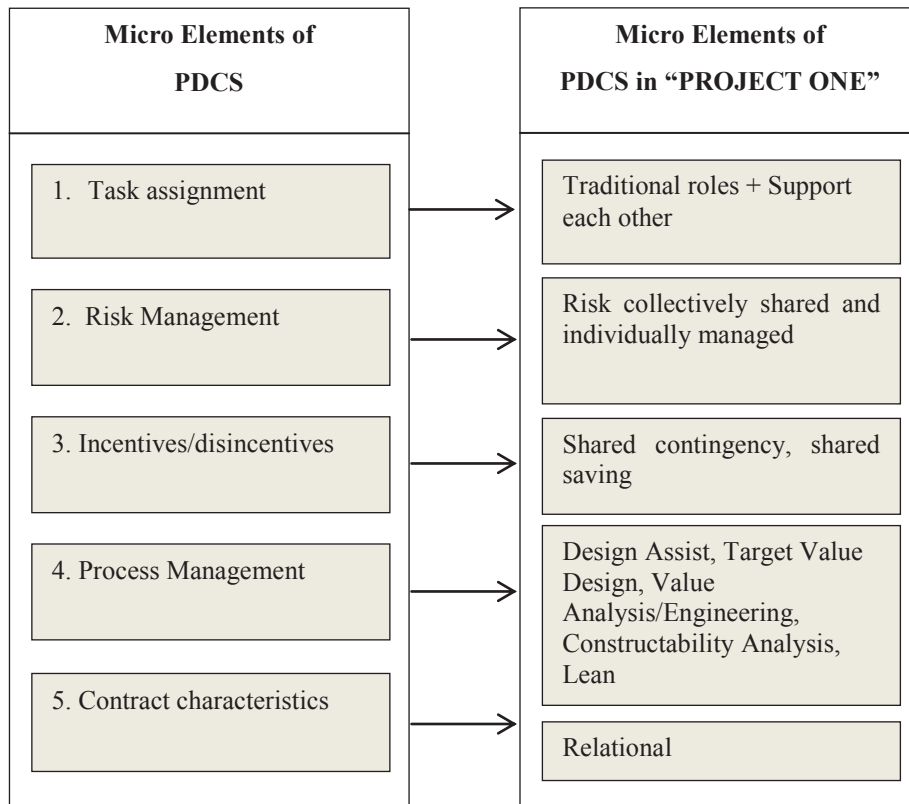 Micro Elements of
PDCS
Micro Elements of
PDCS in “PROJECT ONE”
1. Task assignment
Traditional roles + Support
each other
2. Risk Management
Risk collectively shared and
individually managed
3. Incentives/disincentives
Shared contingency, shared
saving
4. Process Management
Design Assist, Target Value
Design, Value
Analysis/Engineering,
Constructability Analysis,
Lean
5. Contract characteristics
Relational